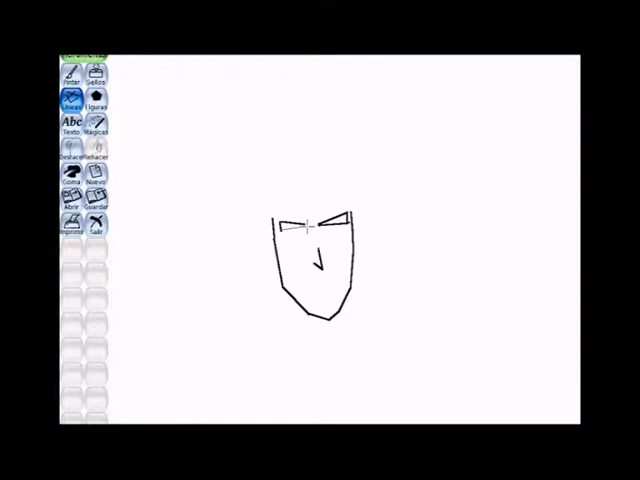 Pintar Sellos
Líneas Figuras
Abc
Texto Mágicas
Deshacer Rehacer
Goma Nuevo
Abrir Guardar
Imprimir Salir